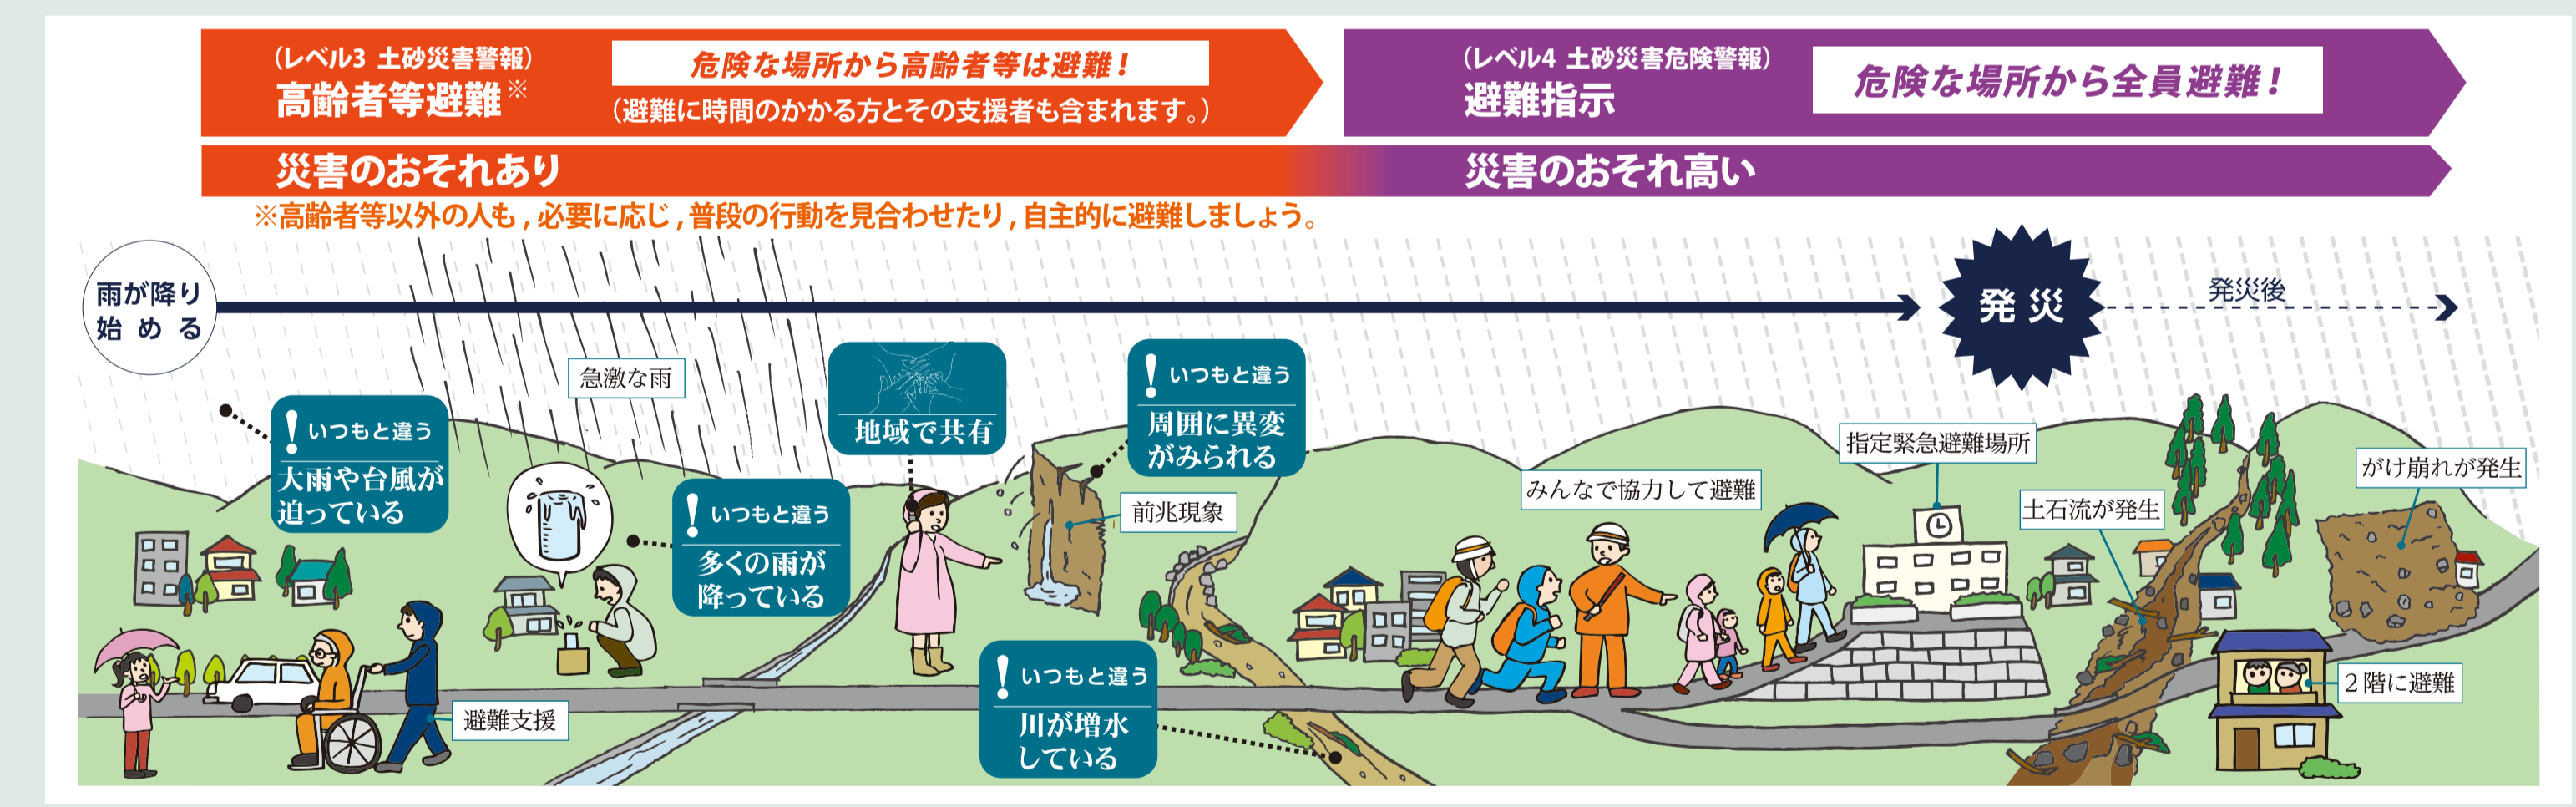 (レベル3 土砂災害警報)
高齢者等避難※
危険な場所から高齢者等は避難!
(避難に時間のかかる方とその支援者も含まれます。)
(レベル4 土砂災害危険警報)
避難指示
危険な場所から全員避難!
災害のおそれあり
災害のおそれ高い
※高齢者等以外の人も,必要に応じ,普段の行動を見合わせたり,自主的に避難しましょう。
雨が降り
始める
発災
発災後
急激な雨
!いつもと違う
大雨や台風が
迫っている
!いつもと違う
多くの雨が
降っている
地域で共有
!いつもと違う
周囲に異変
がみられる
前兆現象
みんなで協力して避難
指定緊急避難場所
土石流が発生
がけ崩れが発生
避難支援
!いつもと違う
川が増水
している
2階に避難